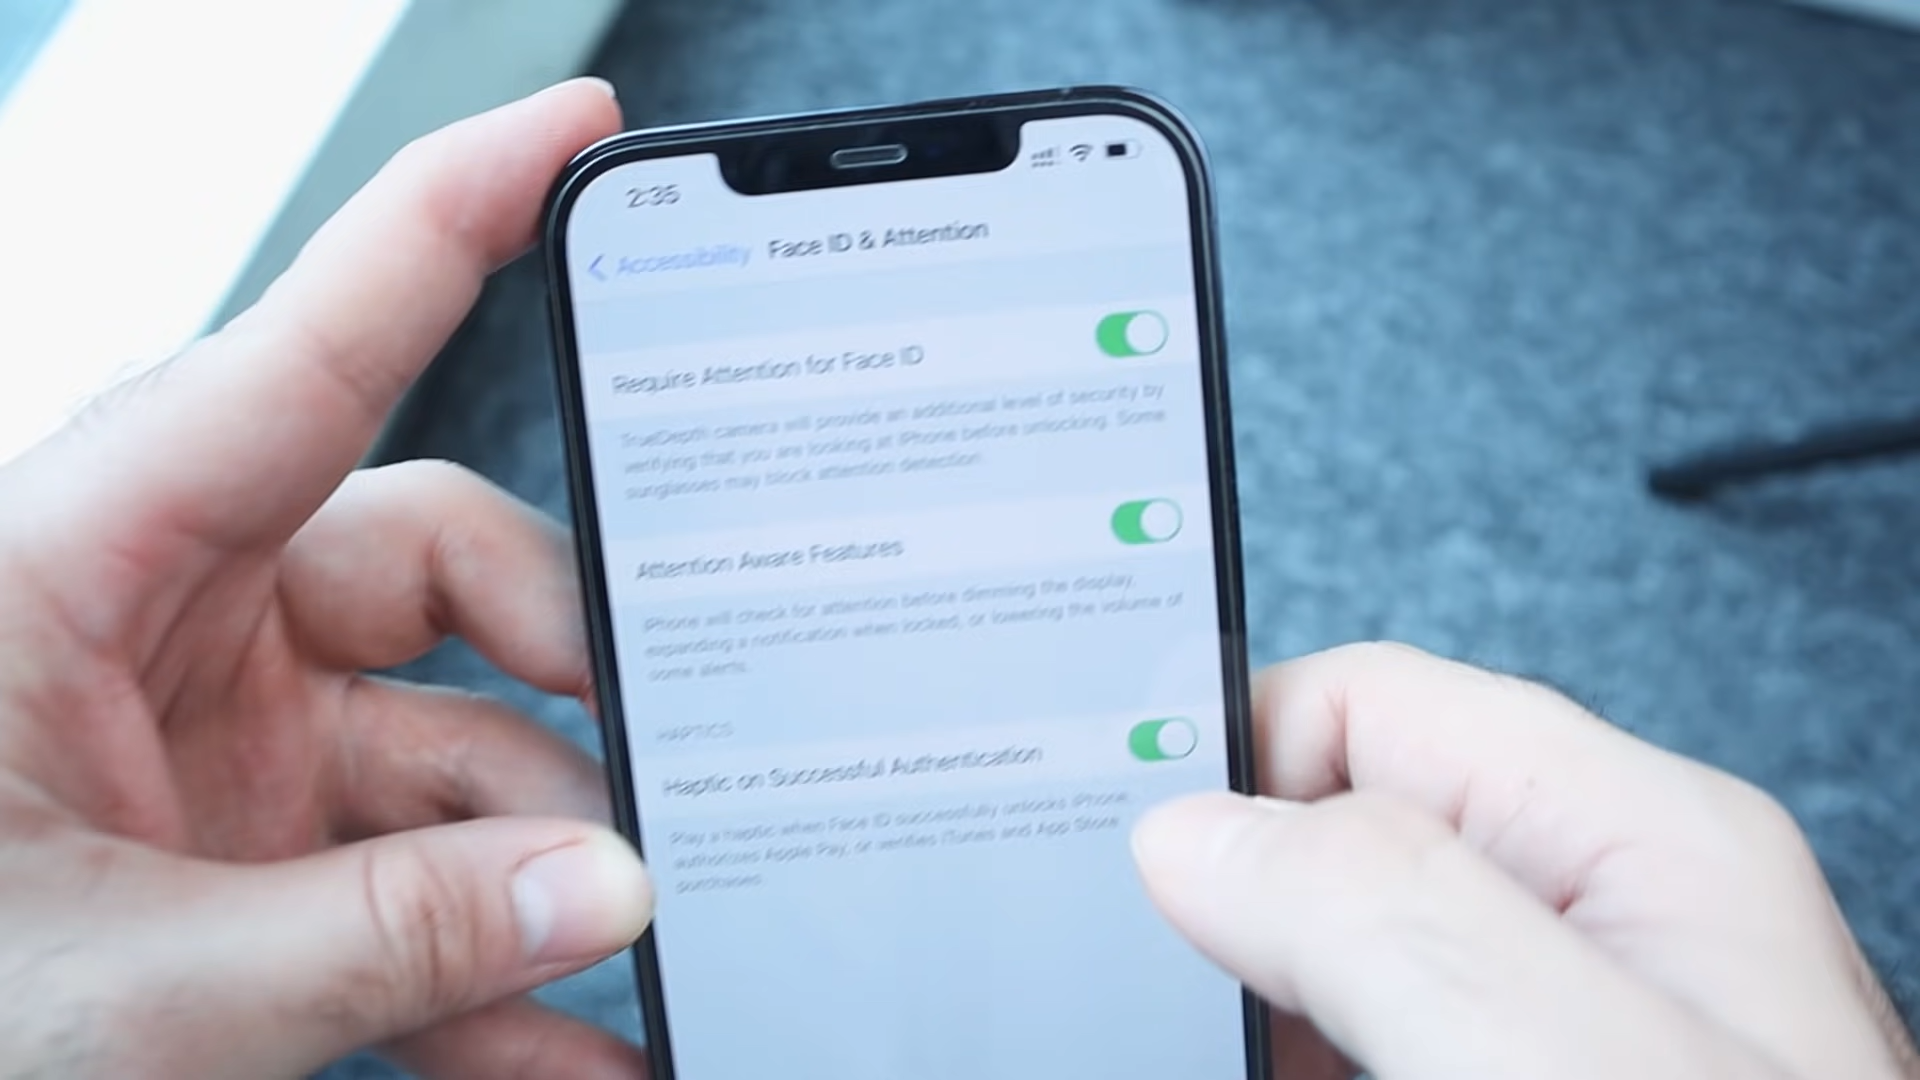 2:35
Accessibility Face ID & Attention
Require Attention for Face ID
TrueDepth camera will provide an additional level of security by
verifying that you are looking at iPhone before unlocking. Some
sunglasses may block attention detection.
Attention Aware Features
iPhone will check for attention before dimming the display,
expanding a notification when locked, or lowering the volume of
some alerts.
HAPTICS
Haptic on Successful Authentication
Play a haptic when Face ID successfully unlocks iPhone,
authorizes Apple Pay, or verifies iTunes and App Store
purchases.